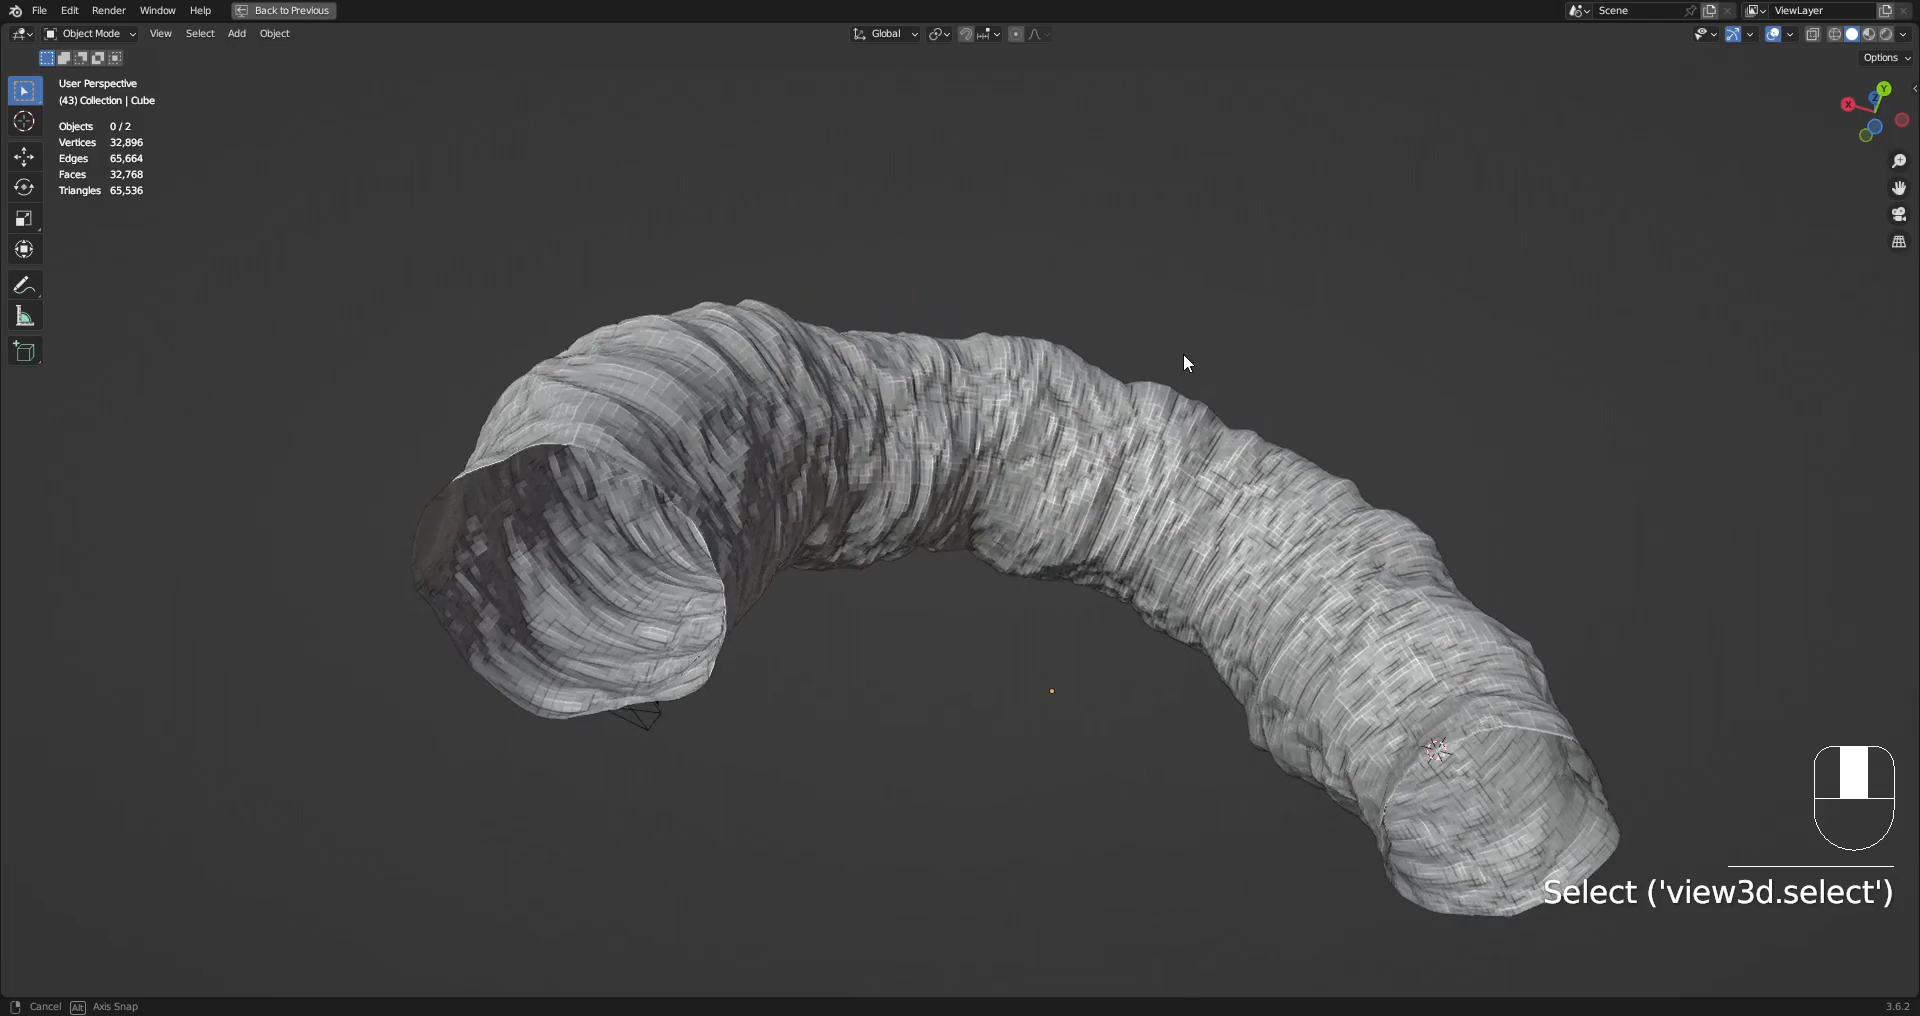 File Edit Render Window Help Back to Previous Scene ViewLayer
Object Mode View Select Add Object Global
Options
User Perspective
(43) Collection | Cube
Objects 0 / 2
Vertices 32,896
Edges 65,664
Faces 32,768
Triangles 65,536
X Y Z
Select ('view3d.select')
Cancel Alt Axis Snap 3.6.2